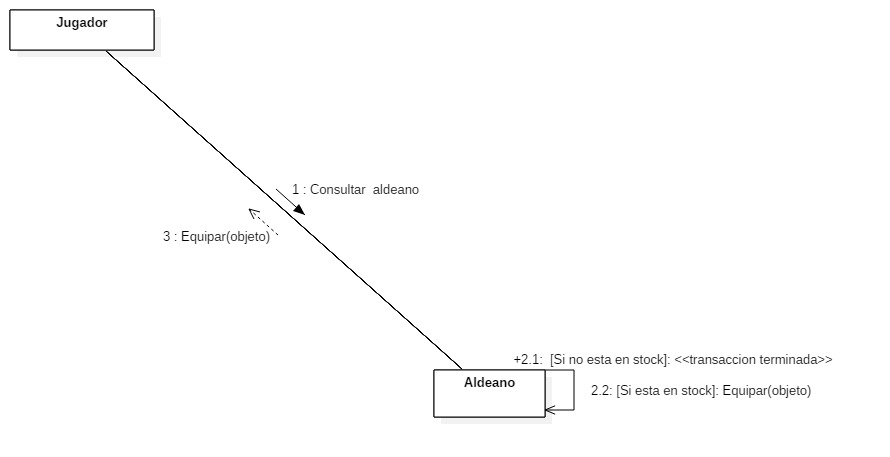 Jugador
1 : Consultar  aldeano
3 : Equipar(objeto)
+2.1:  [Si no esta en stock]: <<transaccion terminada>>
Aldeano
2.2: [Si esta en stock]: Equipar(objeto)